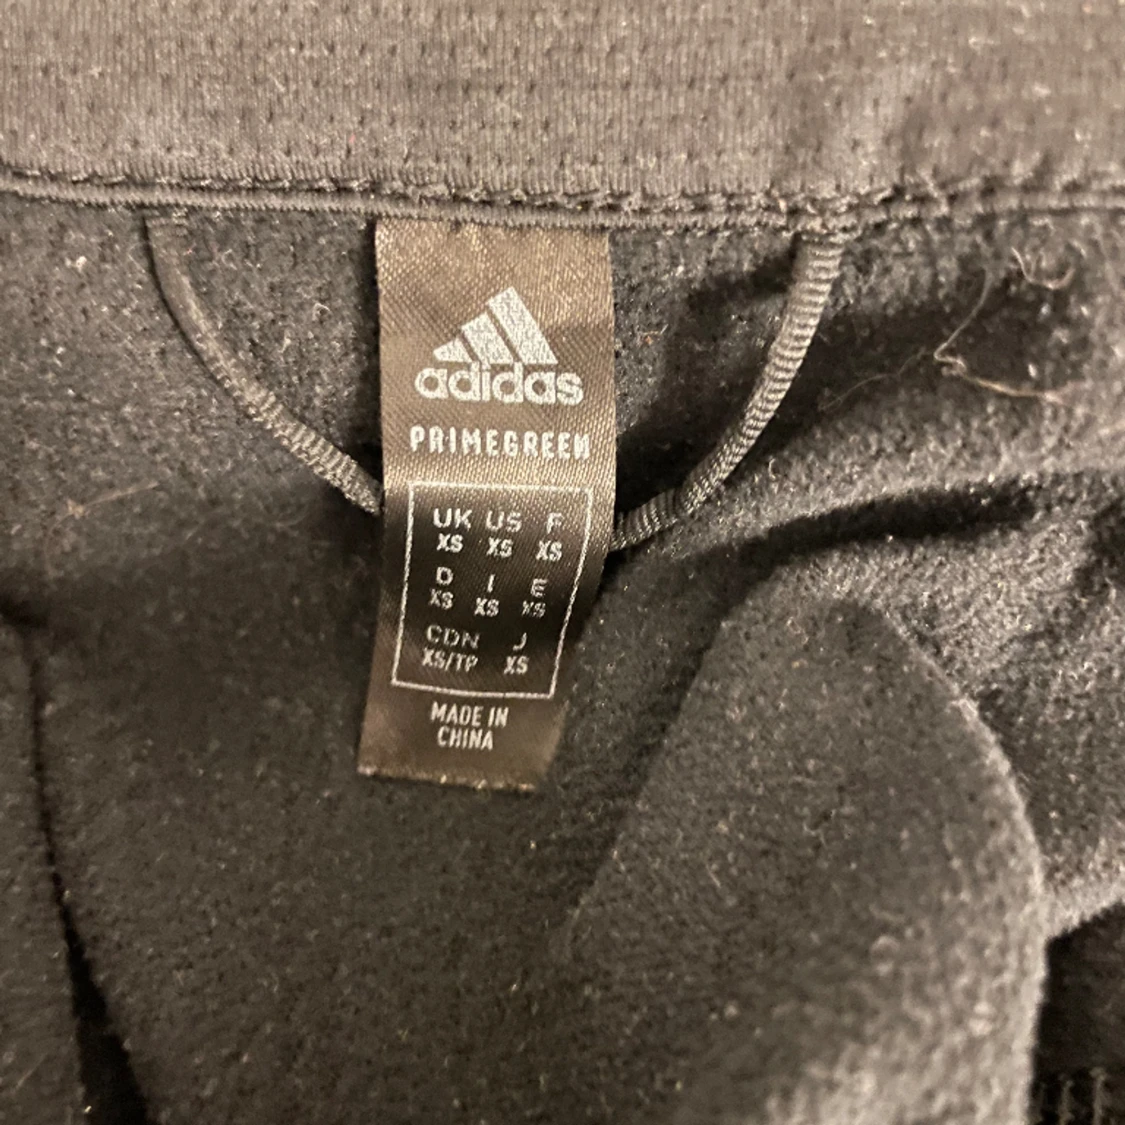 adidas
PRIMEGREEN
UK US F
XS XS XS
D I E
XS XS XS
CDN J
XS/TP XS
MADE IN
CHINA